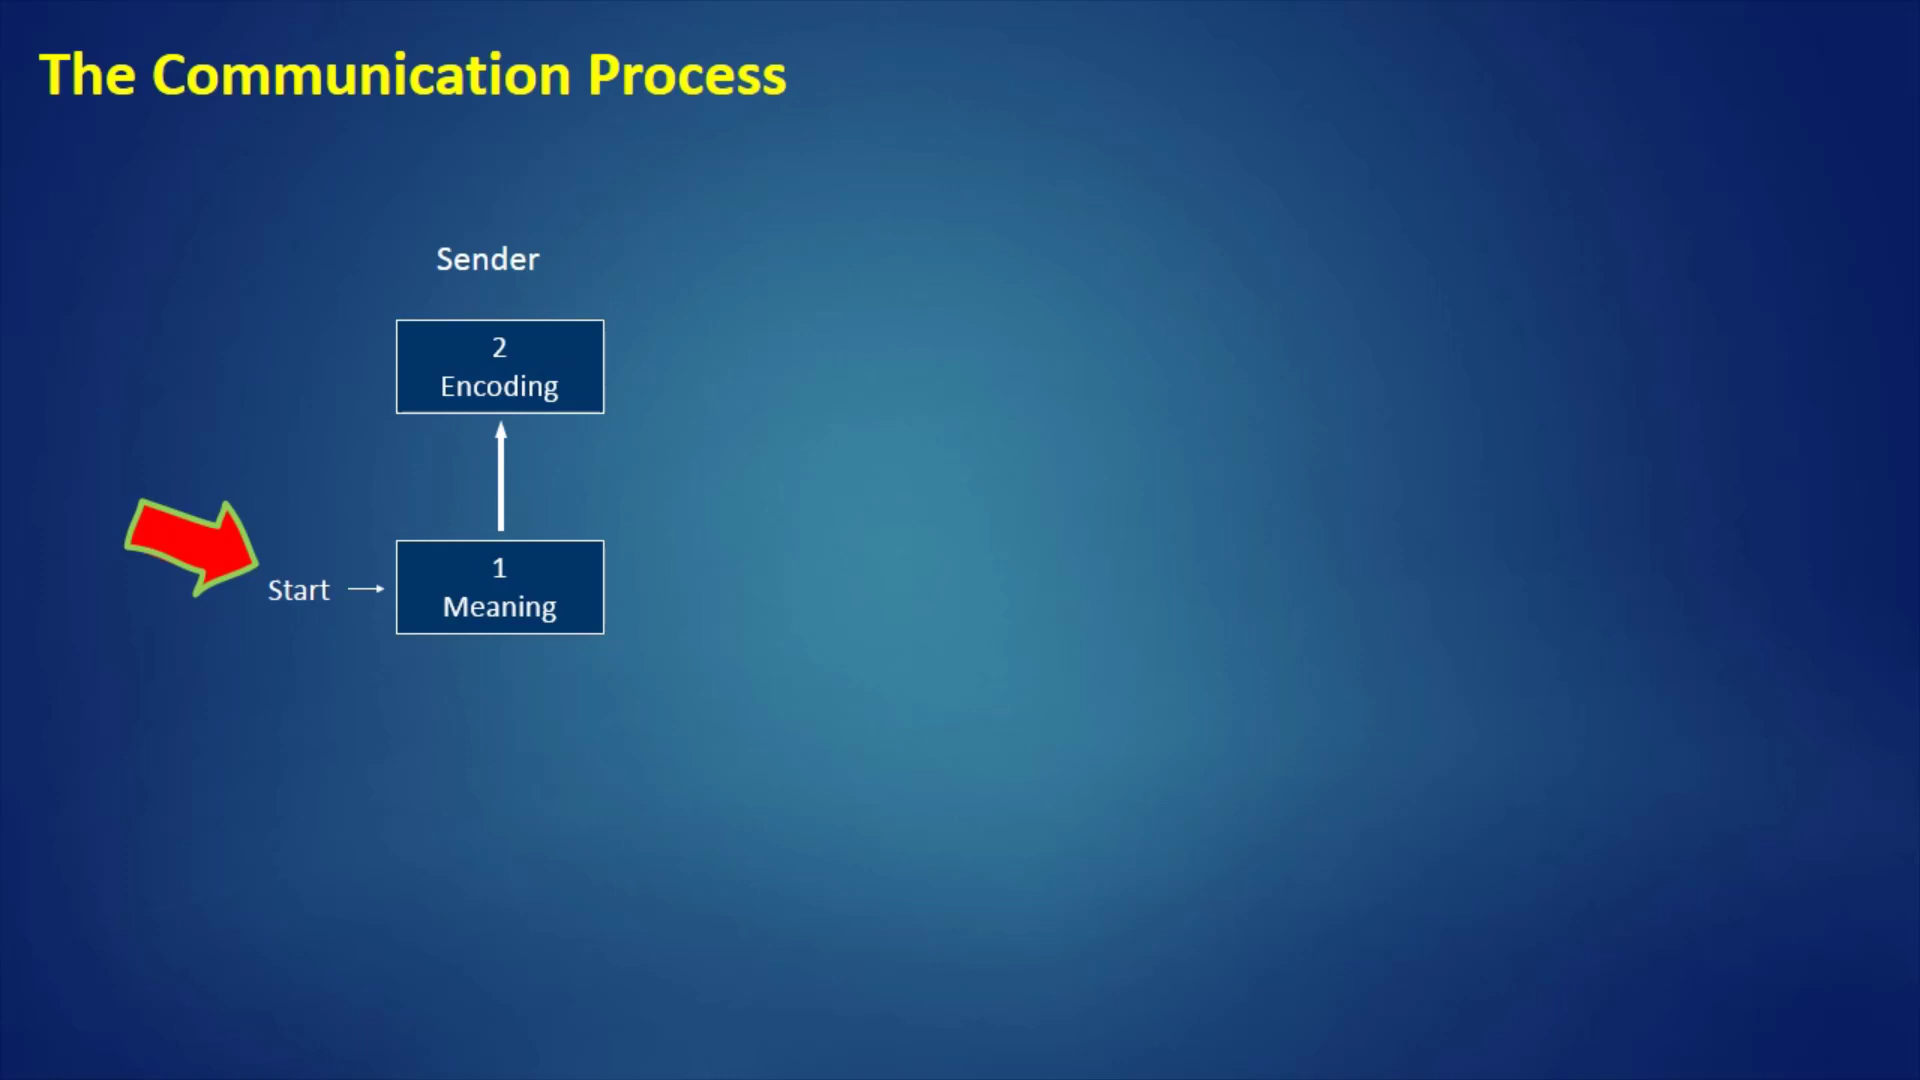 The Communication Process
Sender
2
Encoding
Start
1
Meaning